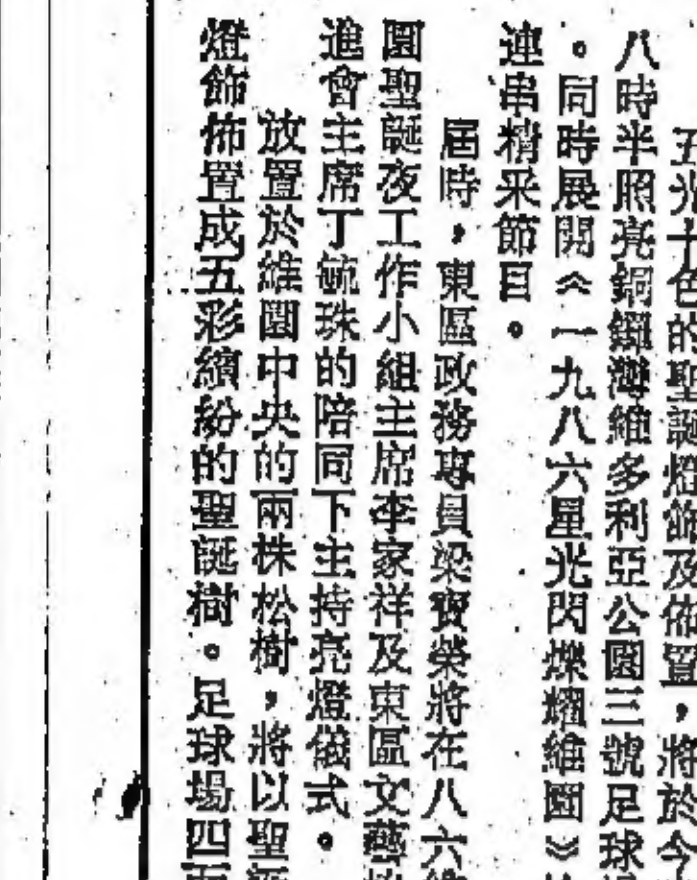 五光十色的聖誕燈飾及佈置，將於今
八時半照亮銅鑼灣維多利亞公園三號足球
。同時展開《一九八六星光閃爍耀維園》
連串精采節目。
屆時，東區政務專員梁寶榮將在八六維
園聖誕夜工作小組主席李家祥及東區文藝
進會主席丁毓珠的陪同下主持亮燈儀式。
放置於維園中央的兩株松樹，將以聖誕
燈飾佈置成五彩繽紛的聖誕樹。足球場四